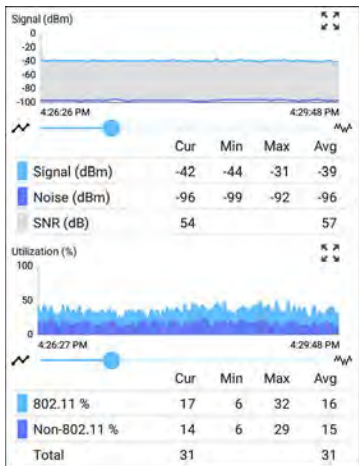 Signal (dBm)
0
-20
-40
-60
-80
-100
4:26:26 PM 4:29:48 PM
Cur Min Max Avg
Signal (dBm) -42 -44 -31 -39
Noise (dBm) -96 -99 -92 -96
SNR (dB) 54 57
Utilization (%)
100
50
0
4:26:27 PM 4:29:48 PM
Cur Min Max Avg
802.11 % 17 6 32 16
Non-802.11 % 14 6 29 15
Total 31 31